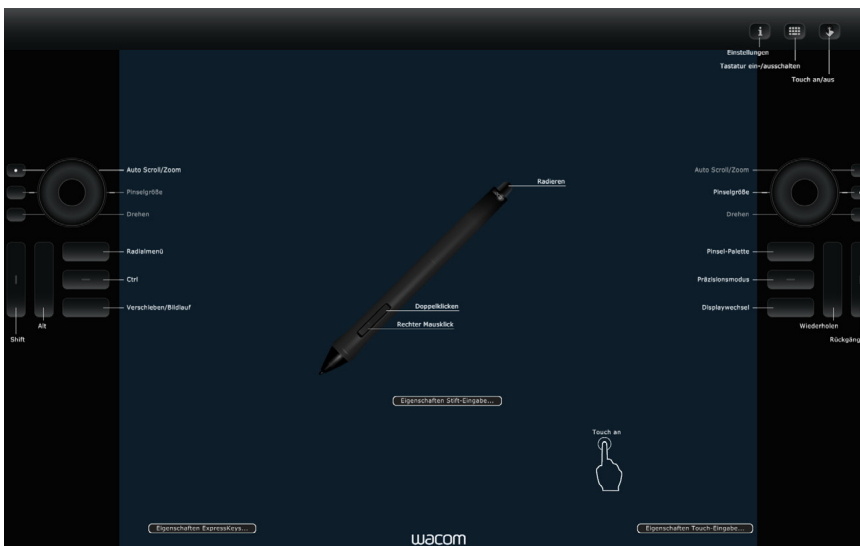 Einstellungen
Tastatur ein-/ausschalten
Touch an/aus
Auto Scroll/Zoom
Pinselgröße
Drehen
Radialmenü
Ctrl
Verschieben/Bildlauf
Alt
Shift
Radieren
Doppelklicken
Rechter Mausklick
Eigenschaften Stift-Eingabe...
Auto Scroll/Zoom
Pinselgröße
Drehen
Pinsel-Palette
Präzisionsmodus
Displaywechsel
Wiederholen
Rückgäng
Touch an
Eigenschaften ExpressKeys...
Eigenschaften Touch-Eingabe...
wacom